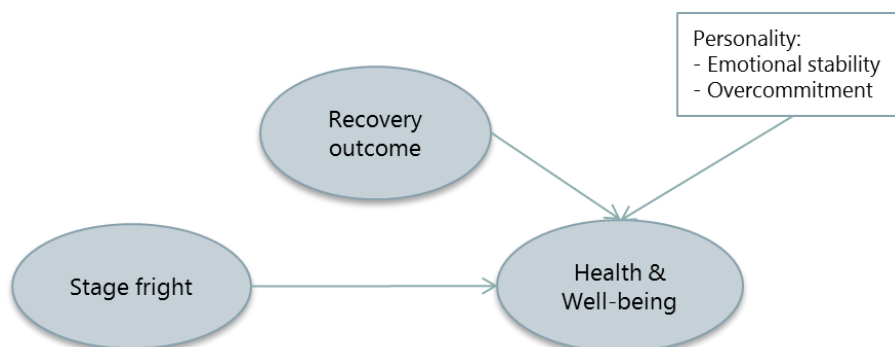 Personality:
- Emotional stability
- Overcommitment
Recovery
outcome
Stage fright
Health &
Well-being